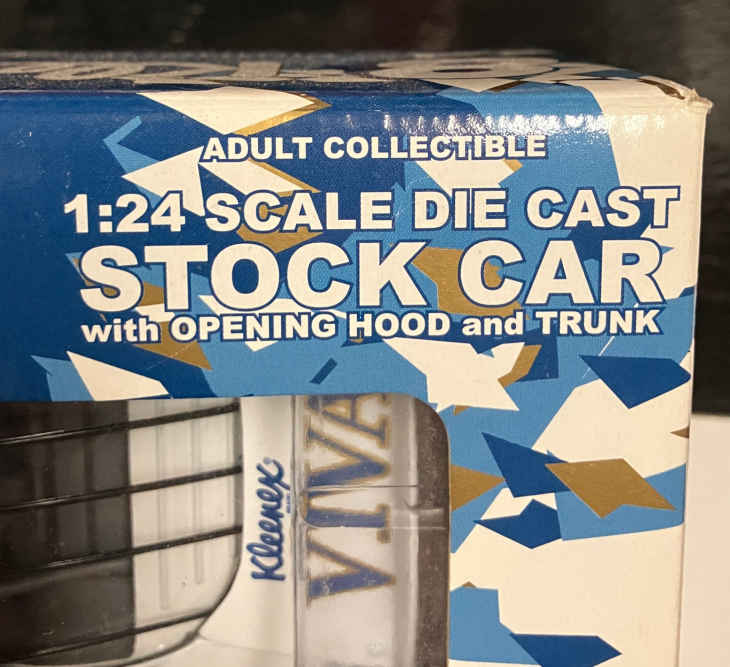 ADULT COLLECTIBLE
1:24 SCALE DIE CAST
STOCK CAR
with OPENING HOOD and TRUNK
Kleenex
VIVA